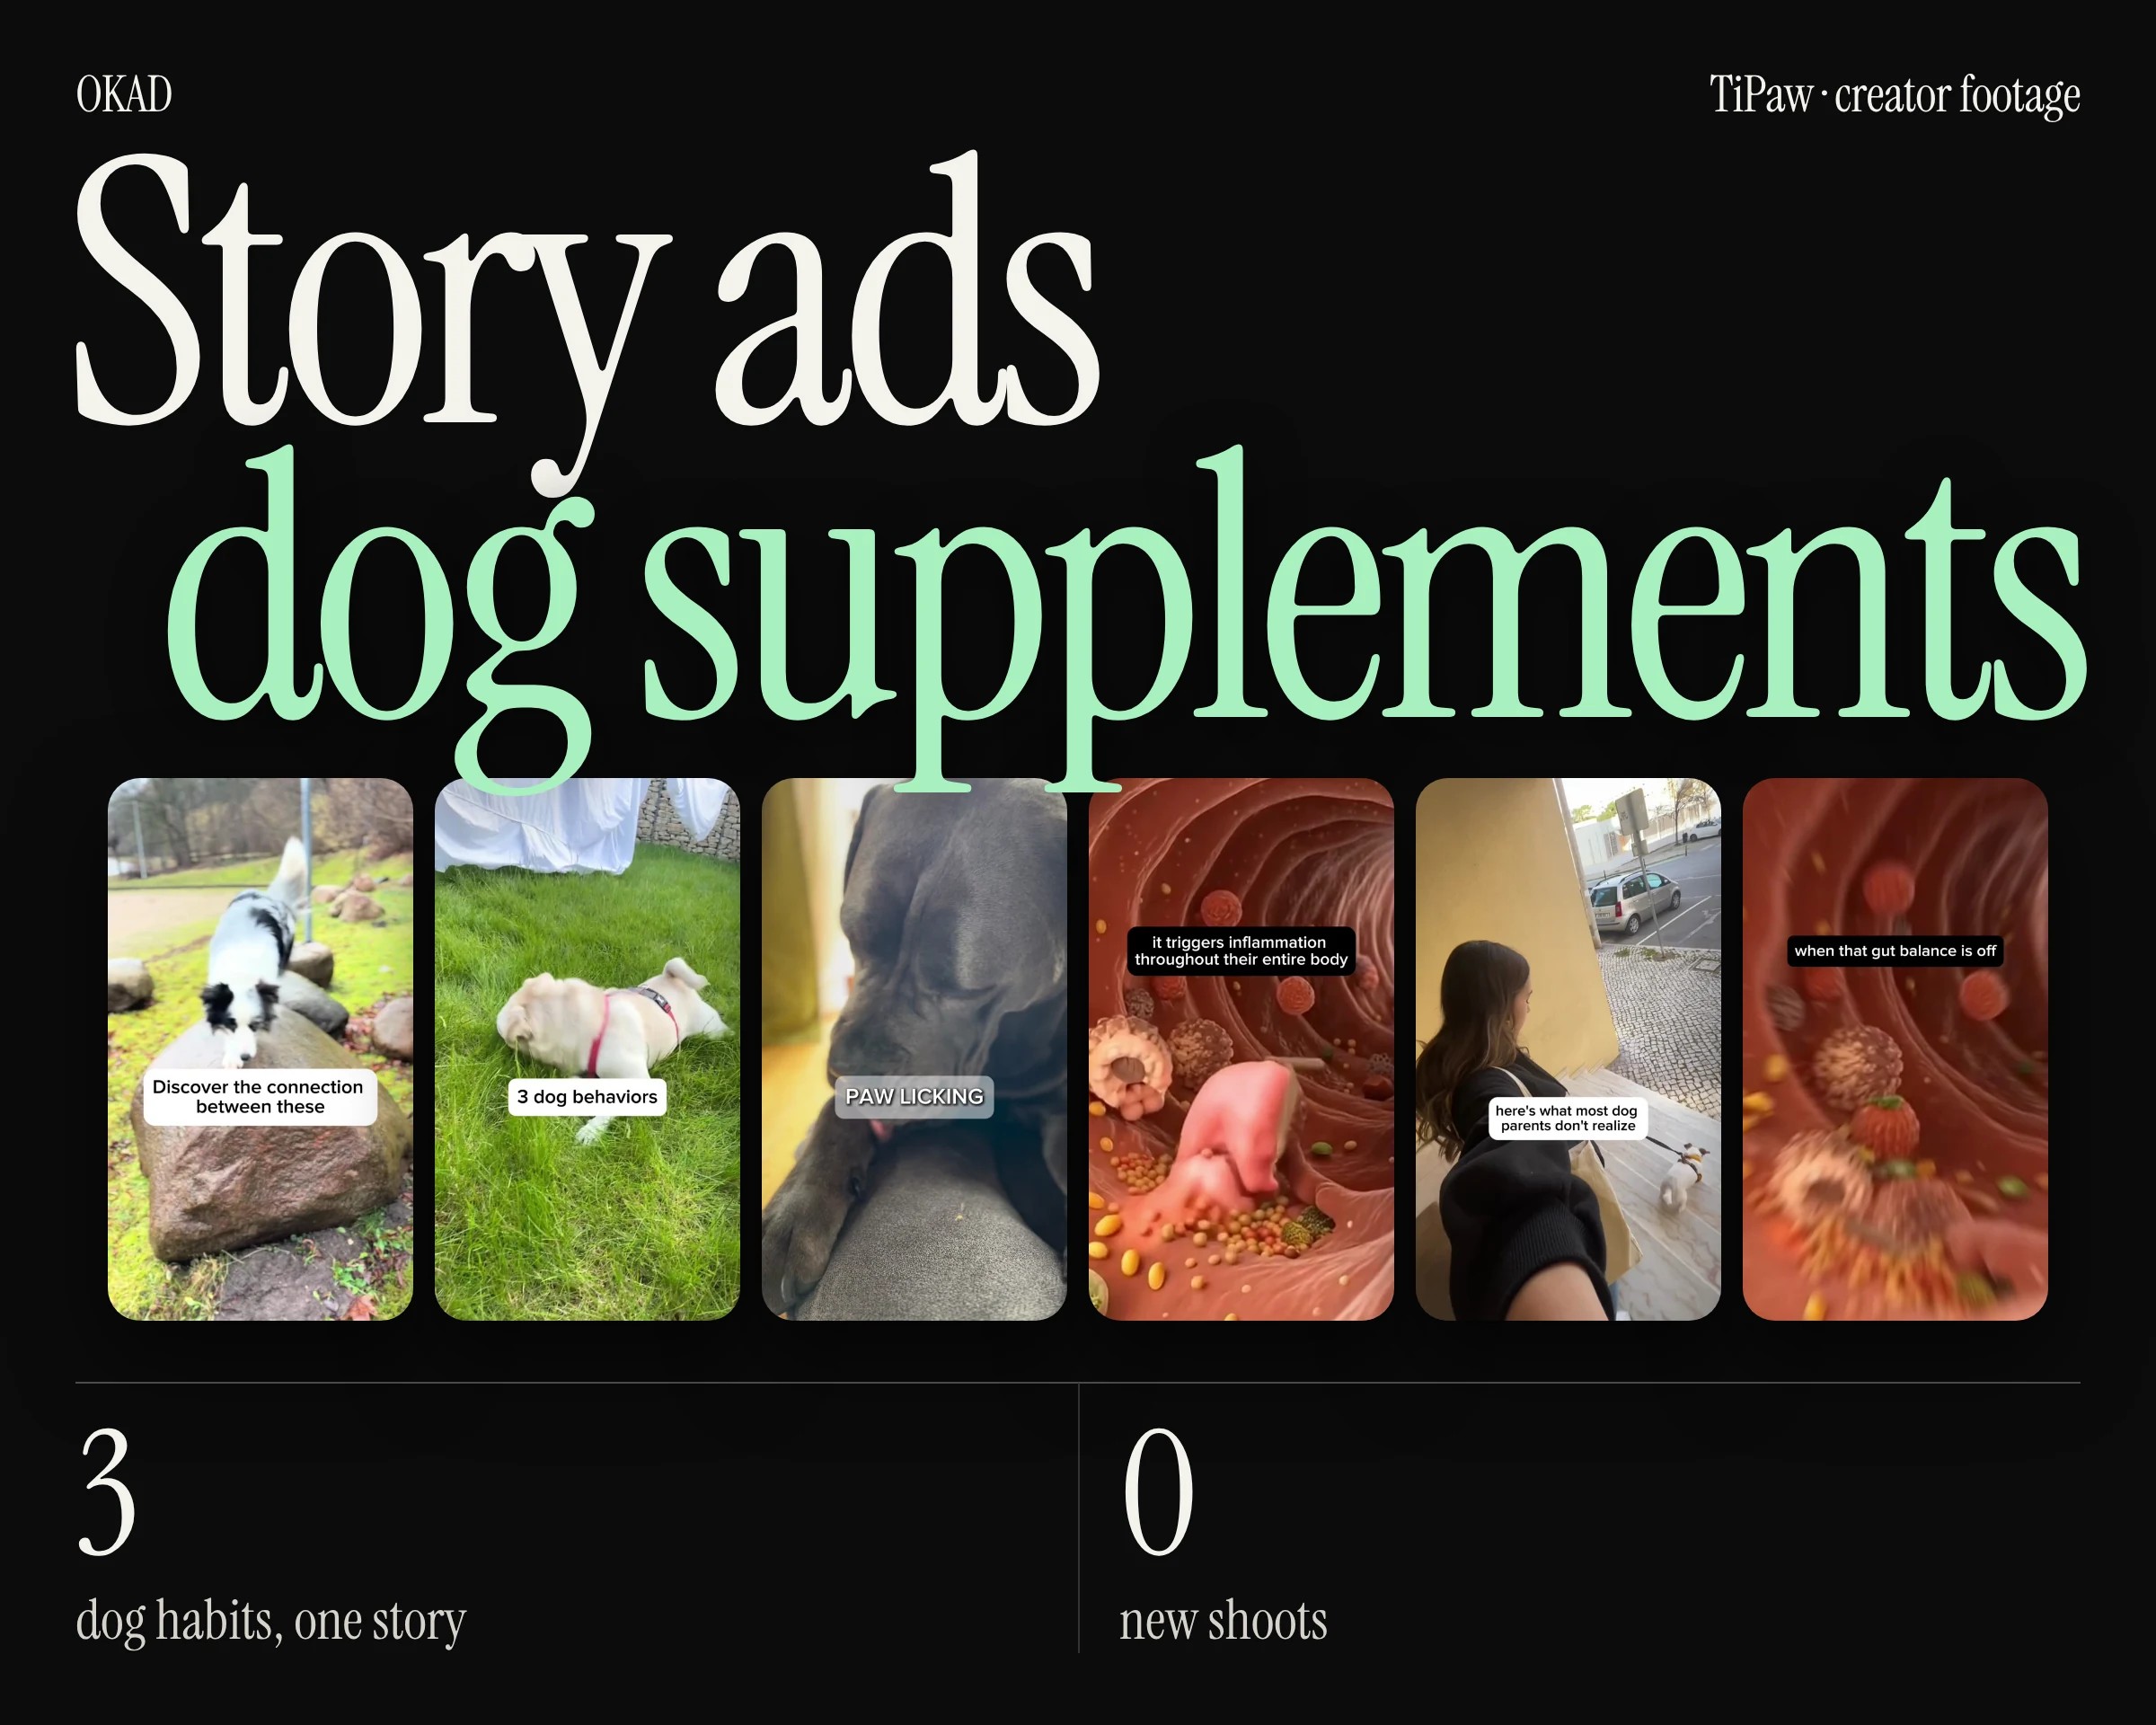 OKAD
TiPaw · creator footage
Story ads
dog supplements
Discover the connection
between these
3 dog behaviors
PAW LICKING
it triggers inflammation
throughout their entire body
here's what most dog
parents don't realize
when that gut balance is off
3
dog habits, one story
0
new shoots